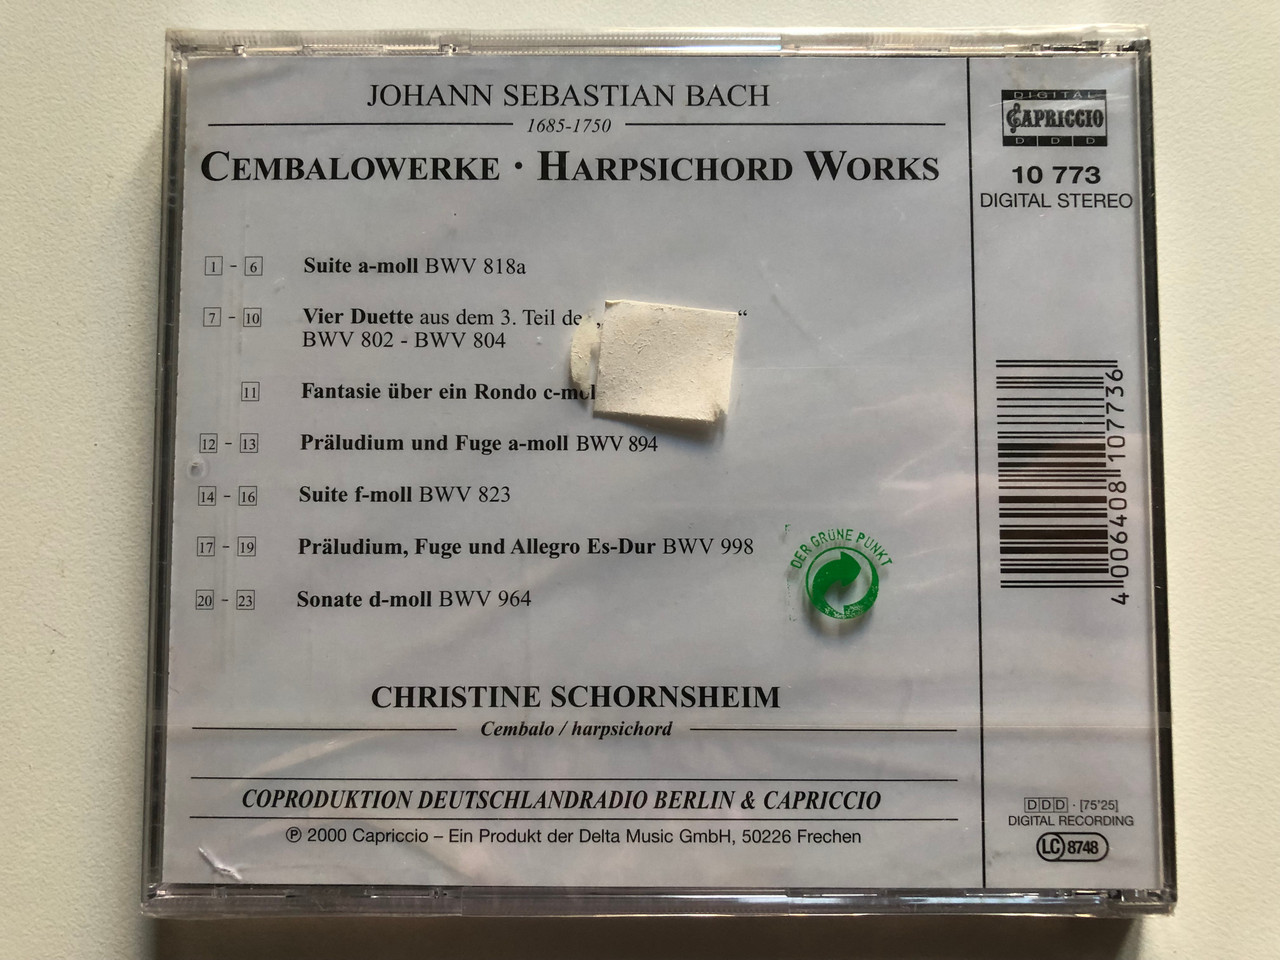 JOHANN SEBASTIAN BACH
1685-1750
CEMBALOWERKE · HARPSICHORD WORKS
1 - 6 Suite a-moll BWV 818a
7 - 10 Vier Duette aus dem 3. Teil de „ “
BWV 802 - BWV 804
11 Fantasie über ein Rondo c-mol
12 - 13 Präludium und Fuge a-moll BWV 894
14 - 16 Suite f-moll BWV 823
17 - 19 Präludium, Fuge und Allegro Es-Dur BWV 998
20 - 23 Sonate d-moll BWV 964
DER GRÜNE PUNKT
CHRISTINE SCHORNSHEIM
Cembalo / harpsichord
COPRODUKTION DEUTSCHLANDRADIO BERLIN & CAPRICCIO
℗ 2000 Capriccio – Ein Produkt der Delta Music GmbH, 50226 Frechen
DIGITAL
CAPRICCIO
D D D
10 773
DIGITAL STEREO
4 006408 107736
DDD · [75'25]
DIGITAL RECORDING
LC 8748